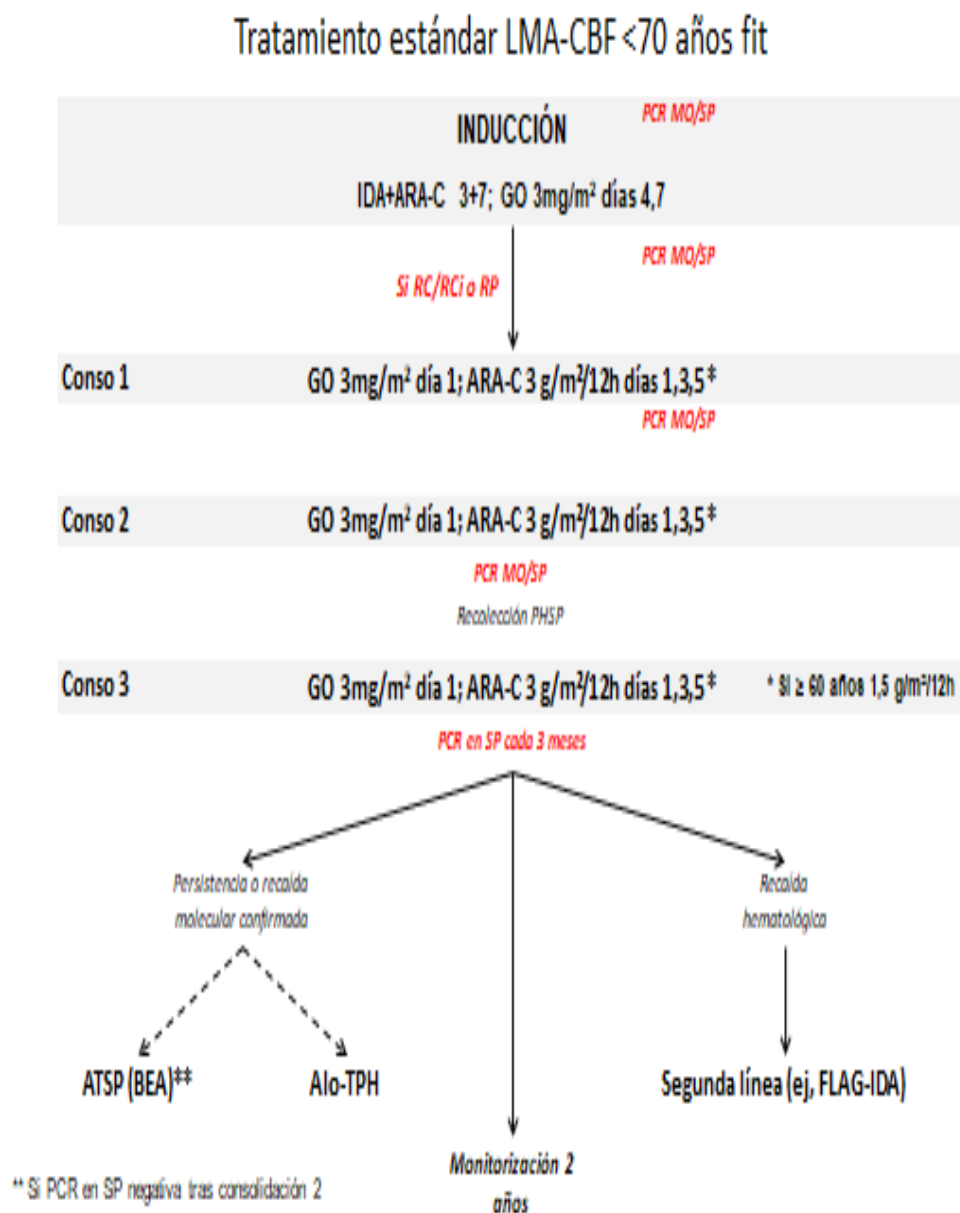 Tratamiento estándar LMA-CBF <70 años fit
PCR MO/SP
INDUCCIÓN
IDA+ARA-C 3+7; GO 3mg/m² días 4,7
PCR MO/SP
Si RC/RCi o RP
Conso 1 GO 3mg/m² día 1; ARA-C 3 g/m²/12h días 1,3,5*
PCR MO/SP
Conso 2 GO 3mg/m² día 1; ARA-C 3 g/m²/12h días 1,3,5*
PCR MO/SP
Recolección PHSP
Conso 3 GO 3mg/m² día 1; ARA-C 3 g/m²/12h días 1,3,5* * Si ≥ 60 años 1,5 g/m²/12h
PCR en SP cada 3 meses
Persistencia o recaída
molecular confirmada
Recaída
hematológica
ATSP (BEA)** Alo-TPH Segunda línea (ej, FLAG-IDA)
Monitorización 2
años
** Si PCR en SP negativa tras consolidación 2